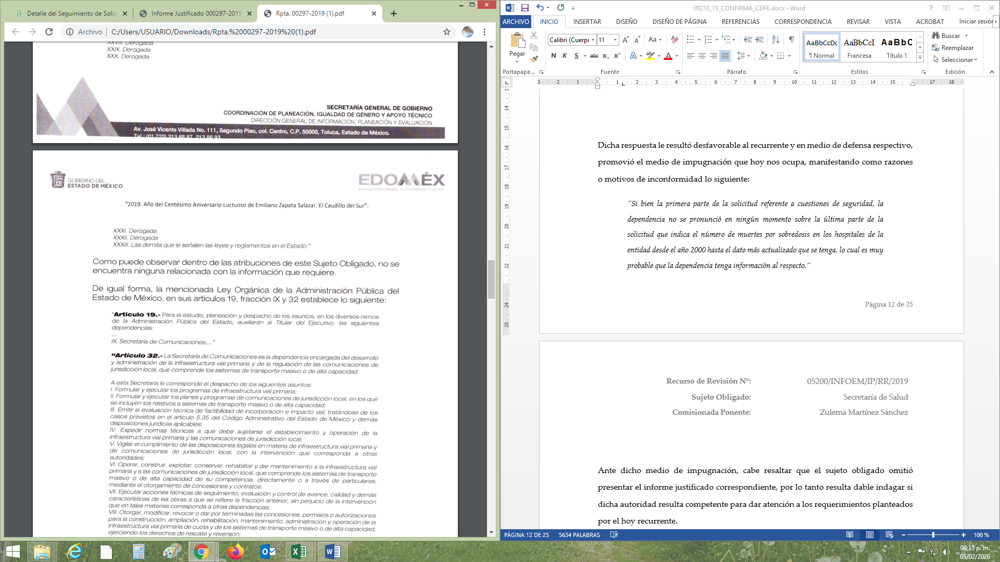 Detalle del Seguimiento de Solic
Informe Justificado 000297-2019
Rpta. 00297-2019 (1).pdf
Archivo
C:/Users/USUARIO/Downloads/Rpta.%2000297-2019%20(1).pdf
XXVIII. Derogada
XXIX. Derogada
XXX. Derogada
SECRETARÍA GENERAL DE GOBIERNO
COORDINACIÓN DE PLANEACIÓN, IGUALDAD DE GÉNERO Y APOYO TÉCNICO
DIRECCIÓN GENERAL DE INFORMACIÓN, PLANEACIÓN Y EVALUACIÓN
Av. José Vicente Villada No. 111, Segundo Piso, col. Centro, C.P. 50000, Toluca, Estado de México.
Tel.: (01 722) 213 88 87, 213 88 93
GOBIERNO DEL
ESTADO DE MÉXICO
EDOMÉX
DECISIONES FIRMES, RESULTADOS FUERTES.
“2019. Año del Centésimo Aniversario Luctuoso de Emiliano Zapata Salazar. El Caudillo del Sur”.
XXXI. Derogada
XXXII. Derogada
XXXIII. Las demás que le señalen las leyes y reglamentos en el Estado.”
Como puede observar dentro de las atribuciones de este Sujeto Obligado, no se
encuentra ninguna relacionada con la información que requiere.
De igual forma, la mencionada Ley Orgánica de la Administración Pública del
Estado de México, en sus artículos 19, fracción IX y 32 establece lo siguiente:
“Artículo 19.- Para el estudio, planeación y despacho de los asuntos, en los diversos ramos
de la Administración Pública del Estado, auxiliarán al Titular del Ejecutivo, las siguientes
dependencias:
...
IX. Secretaría de Comunicaciones;...”
“Artículo 32.- La Secretaría de Comunicaciones es la dependencia encargada del desarrollo
y administración de la infraestructura vial primaria y de la regulación de las comunicaciones de
jurisdicción local, que comprende los sistemas de transporte masivo o de alta capacidad.
A esta Secretaría le corresponde el despacho de los siguientes asuntos:
I. Formular y ejecutar los programas de infraestructura vial primaria;
II. Formular y ejecutar los planes y programas de comunicaciones de jurisdicción local, en los que
se incluyen los relativos a sistemas de transporte masivo o de alta capacidad;
III. Emitir la evaluación técnica de factibilidad de incorporación e impacto vial, tratándose de los
casos previstos en el artículo 5.35 del Código Administrativo del Estado de México y demás
disposiciones jurídicas aplicables;
IV. Expedir normas técnicas a que debe sujetarse el establecimiento y operación de la
infraestructura vial primaria y las comunicaciones de jurisdicción local;
V. Vigilar el cumplimiento de las disposiciones legales en materia de infraestructura vial primaria y
de comunicaciones de jurisdicción local, con la intervención que corresponda a otras
autoridades;
VI. Operar, construir, explotar, conservar, rehabilitar y dar mantenimiento a la infraestructura vial
primaria y a las comunicaciones de jurisdicción local, que comprende los sistemas de transporte
masivo o de alta capacidad de su competencia, directamente o a través de particulares,
mediante el otorgamiento de concesiones y contratos;
VII. Ejecutar acciones técnicas de seguimiento, evaluación y control de avance, calidad y demás
características de las obras a que se refiere la fracción anterior, sin perjuicio de la intervención
que en tales materias corresponda a otras dependencias;
VIII. Otorgar, modificar, revocar o dar por terminadas las concesiones, permisos o autorizaciones
para la construcción, ampliación, rehabilitación, mantenimiento, administración y operación de la
infraestructura vial primaria de cuota y de los sistemas de transporte masivo o de alta capacidad,
ejerciendo los derechos de rescate y reversión;
09210_19_CONFIRMA_CDFE.docx - Word
ARCHIVO INICIO INSERTAR DISEÑO DISEÑO DE PÁGINA REFERENCIAS CORRESPONDENCIA REVISAR VISTA ACROBAT Iniciar sesión
Pegar
Portapape...
Calibri (Cuerpo 11
N K S abc x₂ x²
Fuente
Párrafo
AaBbCcDc AaBbCcI AaBbC
¶ Normal Francesa Título 1
Estilos
Buscar
Reemplazar
Seleccionar
Edición
3 2 1 1 2 3 4 5 6 7 8 9 10 11 12 13 14 15 17 18
14
15
16
17
18
19
20
21
22
24
25
Dicha respuesta le resultó desfavorable al recurrente y en medio de defensa respectivo,
promovió el medio de impugnación que hoy nos ocupa, manifestando como razones
o motivos de inconformidad lo siguiente:
“Si bien la primera parte de la solicitud referente a cuestiones de seguridad, la
dependencia no se pronunció en ningún momento sobre la última parte de la
solicitud que indica el número de muertes por sobredosis en los hospitales de la
entidad desde el año 2000 hasta el dato más actualizado que se tenga, lo cual es muy
probable que la dependencia tenga información al respecto.”
Página 12 de 25
Recurso de Revisión N°: 05200/INFOEM/IP/RR/2019
Sujeto Obligado: Secretaría de Salud
Comisionada Ponente: Zulema Martínez Sánchez
Ante dicho medio de impugnación, cabe resaltar que el sujeto obligado omitió
presentar el informe justificado correspondiente, por lo tanto resulta dable indagar si
dicha autoridad resulta competente para dar atención a los requerimientos planteados
por el hoy recurrente.
PÁGINA 12 DE 25 5634 PALABRAS
100 %
09:15 p. m.
05/02/2020